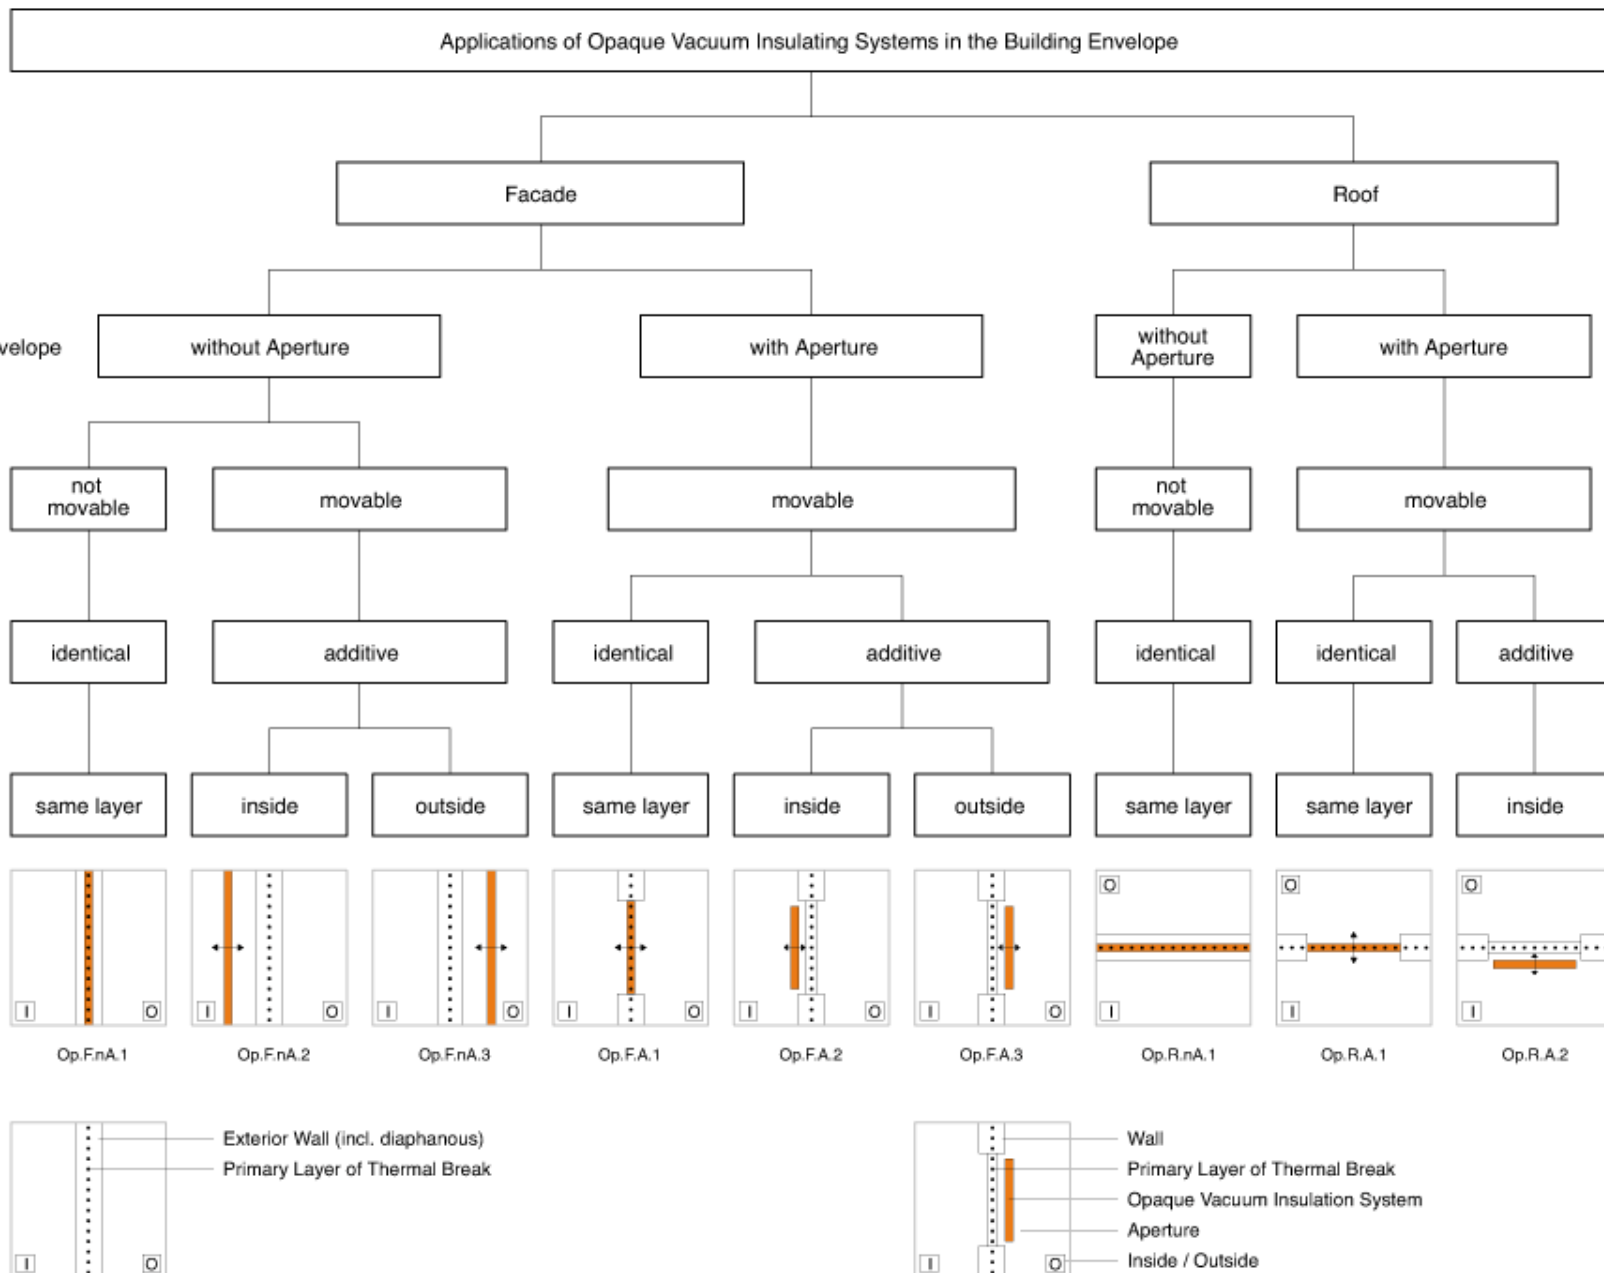 Applications of Opaque Vacuum Insulating Systems in the Building Envelope
Facade
Roof
velope
without Aperture
with Aperture
without
Aperture
with Aperture
not
movable
movable
movable
not
movable
movable
identical
additive
identical
additive
identical
identical
additive
same layer
inside
outside
same layer
inside
outside
same layer
same layer
inside
I
O
I
O
I
O
I
O
I
O
I
O
O
I
O
I
O
I
Op.F.nA.1
Op.F.nA.2
Op.F.nA.3
Op.F.A.1
Op.F.A.2
Op.F.A.3
Op.R.nA.1
Op.R.A.1
Op.R.A.2
Exterior Wall (incl. diaphanous)
Primary Layer of Thermal Break
I
O
Wall
Primary Layer of Thermal Break
Opaque Vacuum Insulation System
Aperture
Inside / Outside
I
O